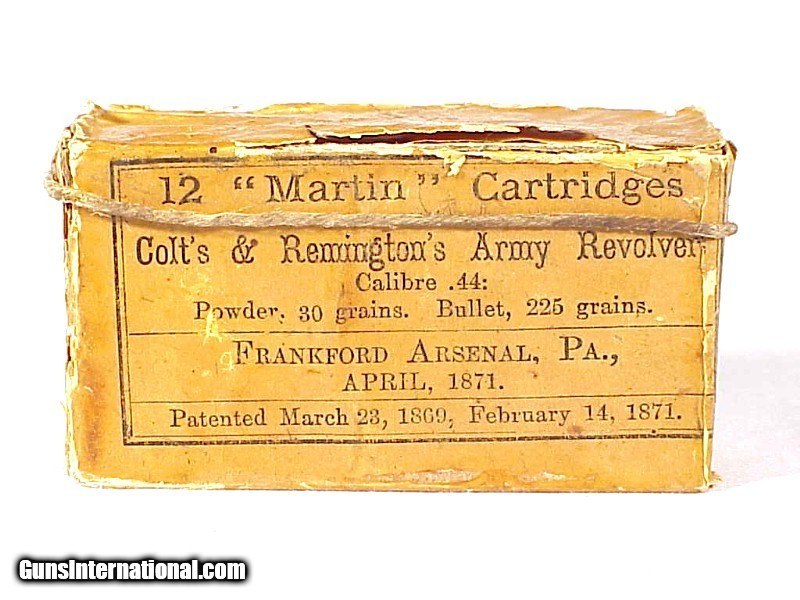 12 "Martin" Cartridges
Colt's & Remington's Army Revolver
Calibre .44:
Powder, 30 grains. Bullet, 225 grains.
FRANKFORD ARSENAL, PA.,
APRIL, 1871.
Patented March 23, 1869, February 14, 1871.
GunsInternational.com